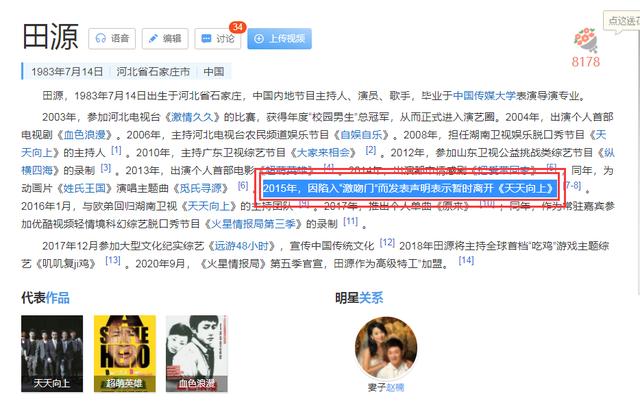 点这送花
田源
语音
编辑
讨论
34
上传视频
8178
1983年7月14日 河北省石家庄市 中国
田源，1983年7月14日出生于河北省石家庄，中国内地节目主持人、演员、歌手，毕业于中国传媒大学表演导演专业。
2003年，参加河北电视台《激情久久》的比赛，获得年度“校园男生”总冠军，从而正式进入演艺圈。2004年，出演个人首部
电视剧《血色浪漫》。2006年，主持河北电视台农民频道娱乐节目《自娱自乐》。2008年，担任湖南卫视娱乐脱口秀节目《天
天向上》的主持人 [1] 。2010年，主持广东卫视综艺节目《大家来相会》 [2] 。2012年，参加山东卫视公益挑战类综艺节目《纵
横四海》的录制 [3] 。2013年，出演个人首部电影《超萌英雄》 [4] 。2014年，出演都市情感剧《把爱带回家》 [6] 。同年，为
动画片《姓氏王国》演唱主题曲《觅氏寻源》 [6] 2015年，因陷入“激吻门”而发表声明表示暂时离开《天天向上》 [7-8] 。
2016年1月，与欧弟回归湖南卫视《天天向上》的主持团队 [9] 。2017年，推出个人单曲《原来》 [10] ；同年，作为常驻嘉宾参
加优酷视频轻情境科幻综艺脱口秀节目《火星情报局第三季》的录制 [11] 。
2017年12月参加大型文化纪实综艺《远游48小时》，宣传中国传统文化 [12] 2018年田源将主持全球首档“吃鸡”游戏主题综
艺《叽叽复ji鸡》 [13] 。2020年9月，《火星情报局》第五季官宣，田源作为高级特工”加盟。 [14]
代表作品
明星关系
天天向上
超萌英雄
血色浪漫
妻子赵楠